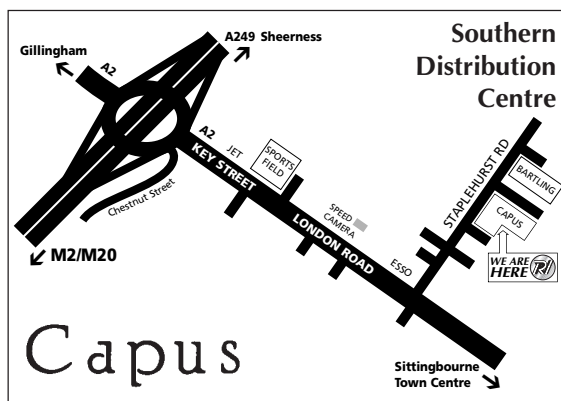 Southern
Distribution
Centre
A249 Sheerness
Gillingham
A2
A2
JET
KEY STREET
SPORTS
FIELD
Chestnut Street
M2/M20
SPEED
CAMERA
LONDON ROAD
ESSO
STAPLEHURST RD
BARTLING
CAPUS
WE ARE
HERE
Sittingbourne
Town Centre
Capus